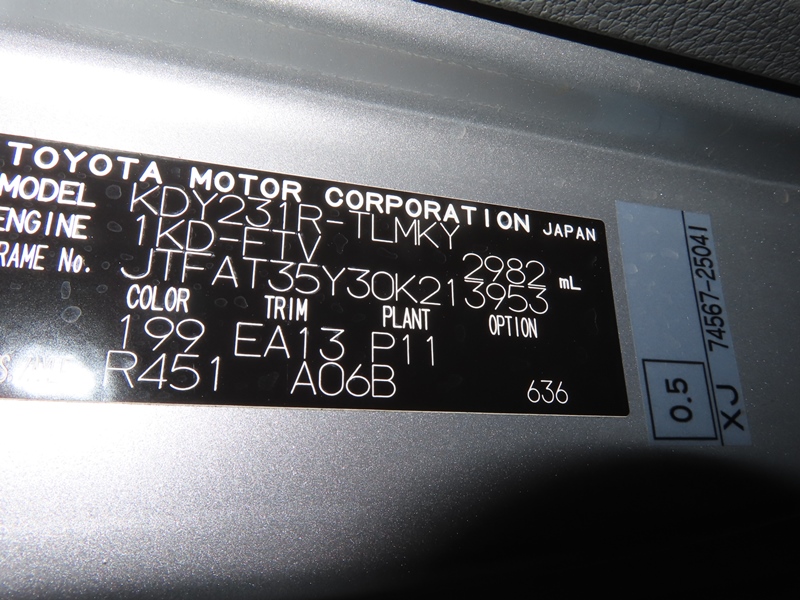 TOYOTA MOTOR CORPORATION JAPAN
MODEL KDY231R-TLMKY
ENGINE 1KD-FTV 2982 mL
RAME No. JTFAT35Y30K213953
COLOR TRIM PLANT OPTION
199 EA13 P11
R451 A06B 636
74567-25041
0.5 XJ